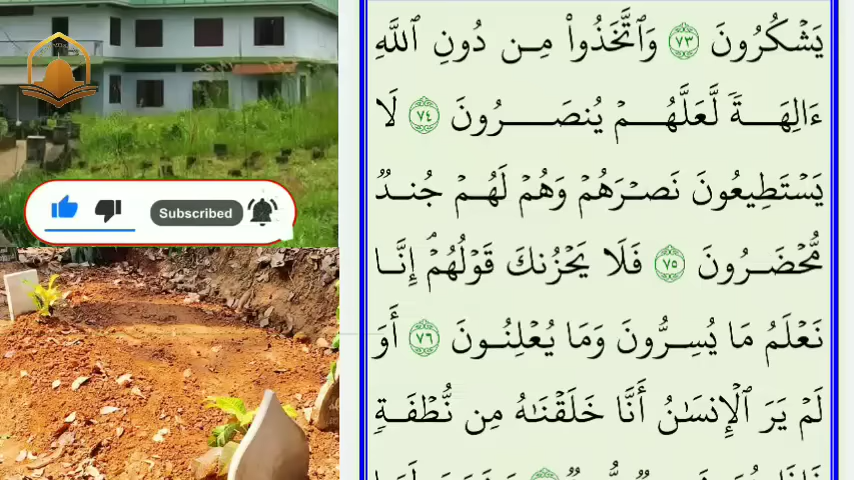 Subscribed
يَشْكُرُونَ ٧٣ وَٱتَّخَذُوا۟ مِن دُونِ ٱللَّهِ
ءَالِهَةً لَّعَلَّهُمْ يُنصَرُونَ ٧٤ لَا
يَسْتَطِيعُونَ نَصْرَهُمْ وَهُمْ لَهُمْ جُندٌ
مُّحْضَرُونَ ٧٥ فَلَا يَحْزُنكَ قَوْلُهُمْ ۘ إِنَّا
نَعْلَمُ مَا يُسِرُّونَ وَمَا يُعْلِنُونَ ٧٦ أَوَ
لَمْ يَرَ ٱلْإِنسَـٰنُ أَنَّا خَلَقْنَـٰهُ مِن نُّطْفَةٍ